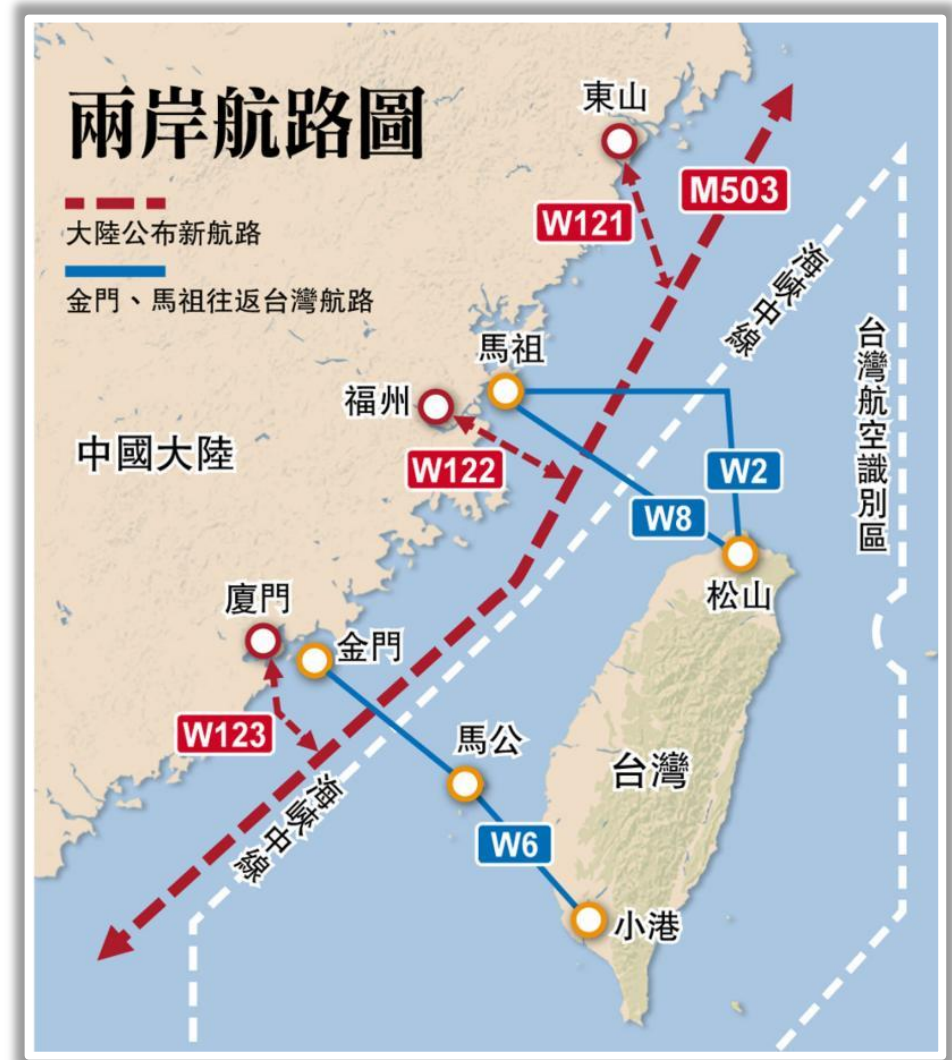 兩岸航路圖
大陸公布新航路
金門、馬祖往返台灣航路
東山
M503
W121
海峽中線
台灣航空識別區
馬祖
福州
中國大陸
W122
W2
W8
松山
廈門
金門
W123
馬公
台灣
海峽中線
W6
小港